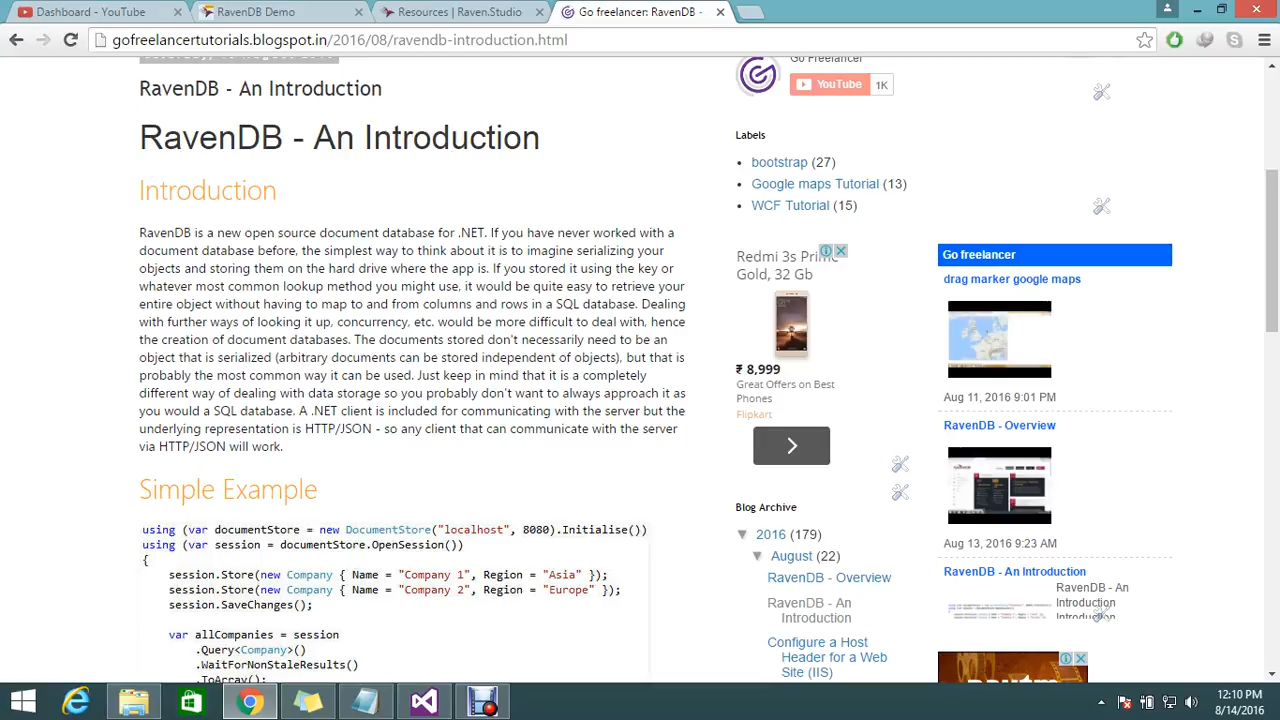 Dashboard - YouTube
RavenDB Demo
Resources | Raven.Studio
Go freelancer: RavenDB -
gofreelancertutorials.blogspot.in/2016/08/ravendb-introduction.html
RavenDB - An Introduction
RavenDB - An Introduction
Introduction
RavenDB is a new open source document database for .NET. If you have never worked with a
document database before, the simplest way to think about it is to imagine serializing your
objects and storing them on the hard drive where the app is. If you stored it using the key or
whatever most commonly used method you might use, it would be quite easy to retrieve your
entire object without having to map to and from columns and rows in a SQL database. Dealing
with further ways of looking it up, concurrency, etc. would be more difficult to deal with, hence
the creation of document databases. The documents stored don't necessarily need to be an
object that is serialized (arbitrary documents can be stored independent of objects), but that is
probably the most common way it can be used. Just keep in mind that it is a completely
different way of dealing with data storage so you probably don't want to always approach it as
you would a SQL database. A .NET client is included for communicating with the server but the
underlying representation is HTTP/JSON - so any client that can communicate with the server
via HTTP/JSON will work.
Simple Example
using (var documentStore = new DocumentStore("localhost", 8080).Initialise())
using (var session = documentStore.OpenSession())
{
session.Store(new Company { Name = "Company 1", Region = "Asia" });
session.Store(new Company { Name = "Company 2", Region = "Europe" });
session.SaveChanges();
var allCompanies = session
.Query<Company>()
.WaitForNonStaleResults()
.ToArray();
Go Freelancer
YouTube 1K
Labels
bootstrap (27)
Google maps Tutorial (13)
WCF Tutorial (15)
Redmi 3s Prime
Gold, 32 Gb
₹ 8,999
Great Offers on Best
Phones
Flipkart
Blog Archive
▼ 2016 (179)
▼ August (22)
RavenDB - Overview
RavenDB - An
Introduction
Configure a Host
Header for a Web
Site (IIS)
Go freelancer
drag marker google maps
Aug 11, 2016 9:01 PM
RavenDB - Overview
Aug 13, 2016 9:23 AM
RavenDB - An Introduction
RavenDB - An
Introduction
Introduction
12:10 PM
8/14/2016